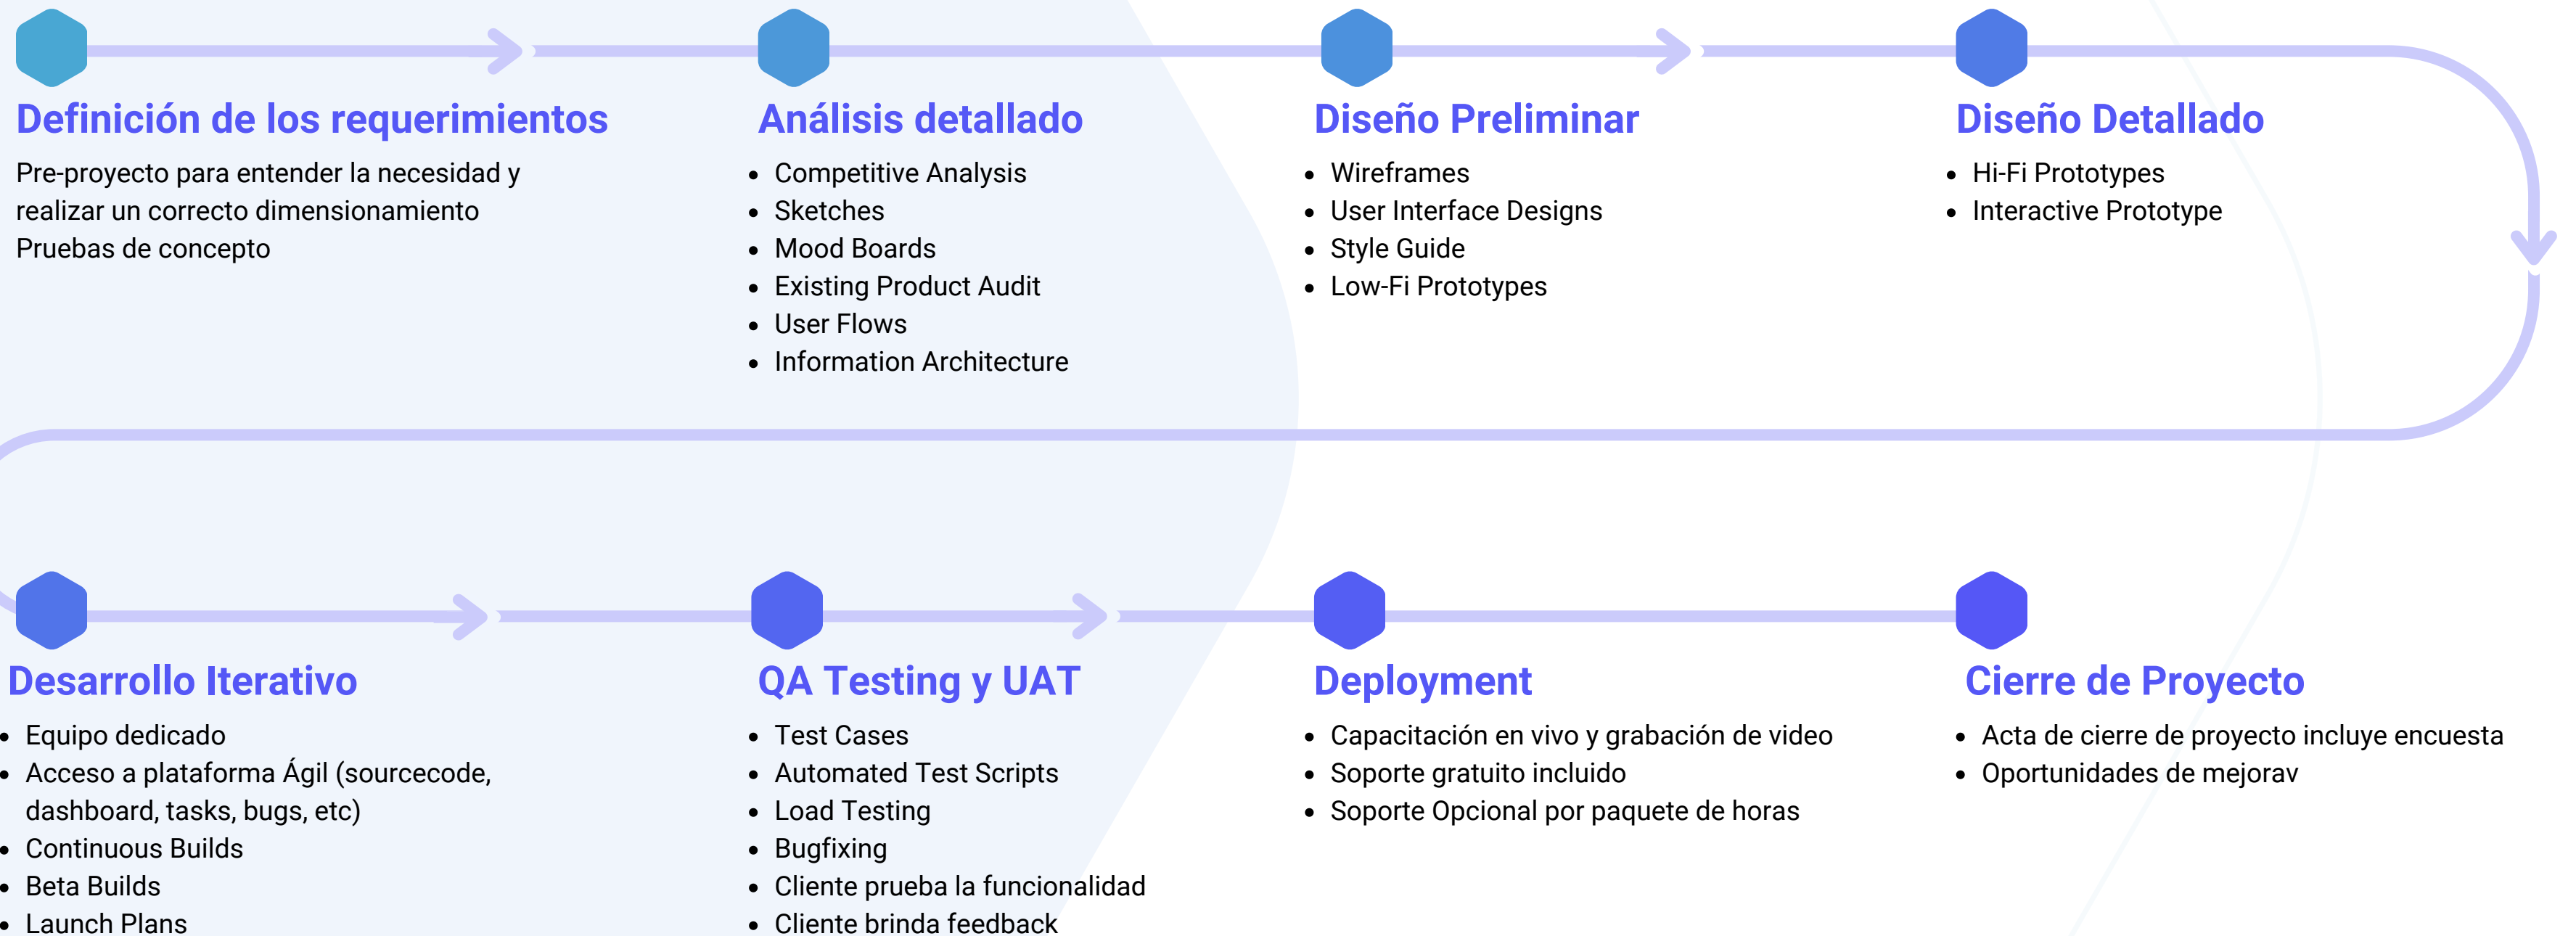 Definición de los requerimientos
Pre-proyecto para entender la necesidad y
realizar un correcto dimensionamiento
Pruebas de concepto
Análisis detallado
Competitive Analysis
Sketches
Mood Boards
Existing Product Audit
User Flows
Information Architecture
Diseño Preliminar
Wireframes
User Interface Designs
Style Guide
Low-Fi Prototypes
Diseño Detallado
Hi-Fi Prototypes
Interactive Prototype
Desarrollo Iterativo
Equipo dedicado
Acceso a plataforma Ágil (sourcecode,
dashboard, tasks, bugs, etc)
Continuous Builds
Beta Builds
Launch Plans
QA Testing y UAT
Test Cases
Automated Test Scripts
Load Testing
Bugfixing
Cliente prueba la funcionalidad
Cliente brinda feedback
Deployment
Capacitación en vivo y grabación de video
Soporte gratuito incluido
Soporte Opcional por paquete de horas
Cierre de Proyecto
Acta de cierre de proyecto incluye encuesta
Oportunidades de mejorav